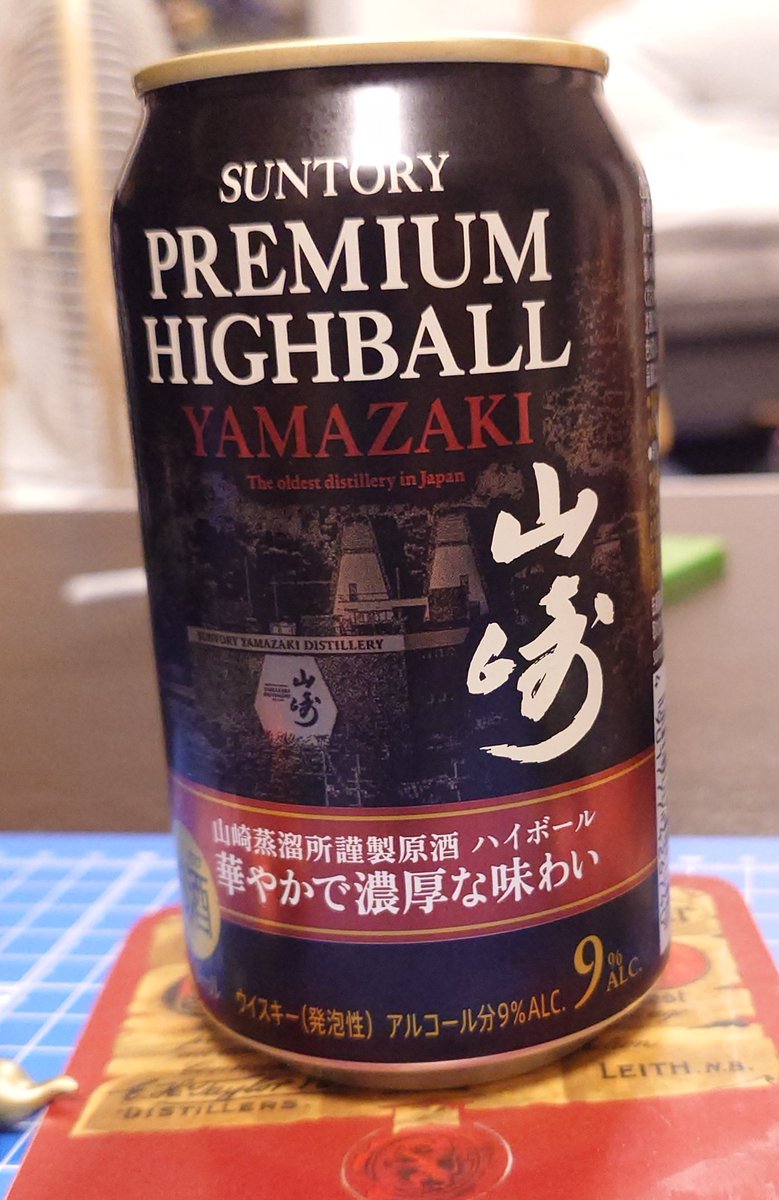 SUNTORY
PREMIUM
HIGHBALL
YAMAZAKI
The oldest distillery in Japan
山崎
SUNTORY YAMAZAKI DISTILLERY
山崎
山崎蒸溜所謹製原酒 ハイボール
華やかで濃厚な味わい
酒
ウイスキー(発泡性) アルコール分9%ALC.
9% ALC.
LEITH.N.B.
DISTILLERS